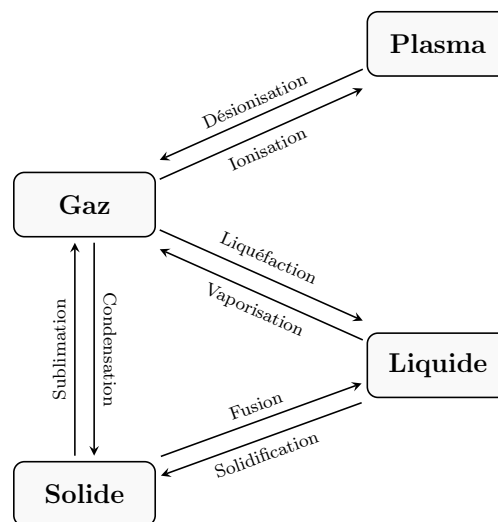 Plasma
Désionisation
Ionisation
Gaz
Liquéfaction
Vaporisation
Sublimation
Condensation
Liquide
Fusion
Solidification
Solide